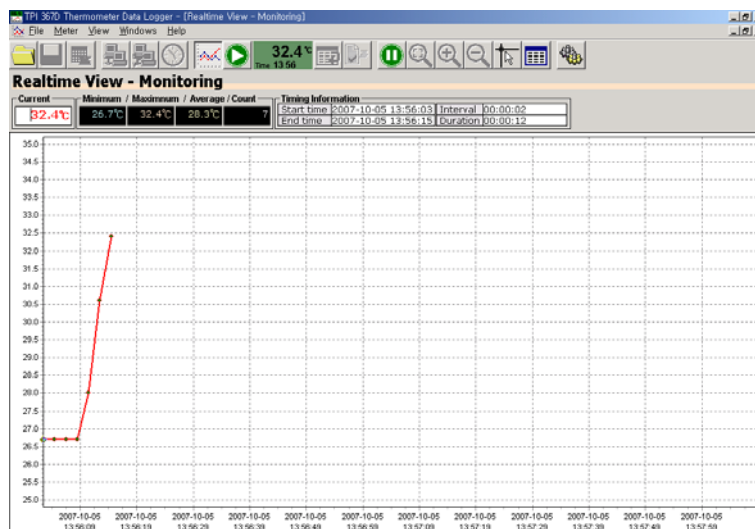 TPI 367D Thermometer Data Logger - [Realtime View - Monitoring]
File Meter View Windows Help
32.4℃
Time 13:56
Realtime View - Monitoring
Current Minimum / Maximnum / Average / Count Timing Information
32.4℃ 26.7℃ 32.4℃ 28.3℃ 7
Start time 2007-10-05 13:56:03 Interval 00:00:02
End time 2007-10-05 13:56:15 Duration 00:00:12
35.0
34.5
34.0
33.5
33.0
32.5
32.0
31.5
31.0
30.5
30.0
29.5
29.0
28.5
28.0
27.5
27.0
26.5
26.0
25.5
25.0
2007-10-05 2007-10-05 2007-10-05 2007-10-05 2007-10-05 2007-10-05 2007-10-05 2007-10-05 2007-10-05 2007-10-05 2007-10-05 2007-10-05
13:56:09 13:56:19 13:56:29 13:56:39 13:56:49 13:56:59 13:57:09 13:57:19 13:57:29 13:57:39 13:57:49 13:57:59